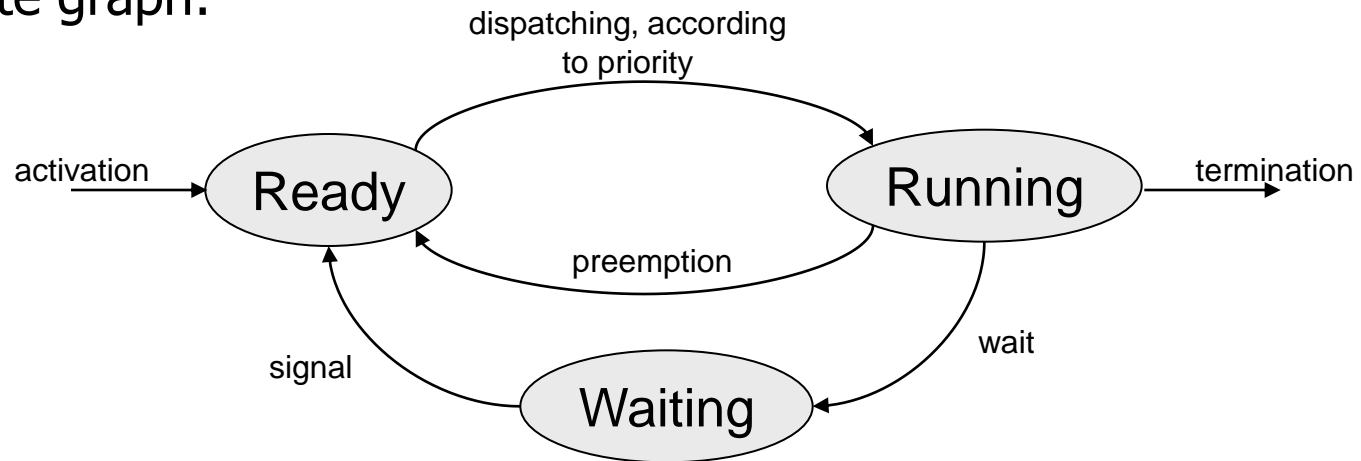 te graph:
dispatching, according
to priority
activation
Ready
Running
termination
preemption
signal
wait
Waiting